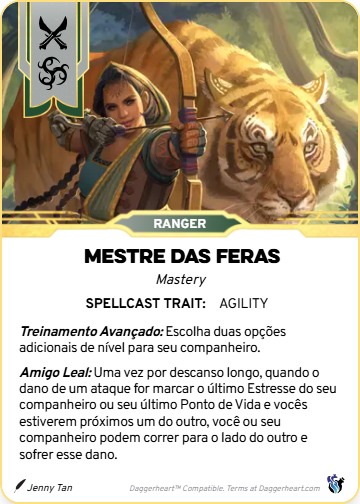 RANGER
MESTRE DAS FERAS
Mastery
SPELLCAST TRAIT: AGILITY
Treinamento Avançado: Escolha duas opções
adicionais de nível para seu companheiro.
Amigo Leal: Uma vez por descanso longo, quando o
dano de um ataque for marcar o último Estresse do seu
companheiro ou seu último Ponto de Vida e vocês
estiverem próximos um do outro, você ou seu
companheiro podem correr para o lado do outro e
sofrer esse dano.
Jenny Tan
Daggerheart™ Compatible. Terms at Daggerheart.com